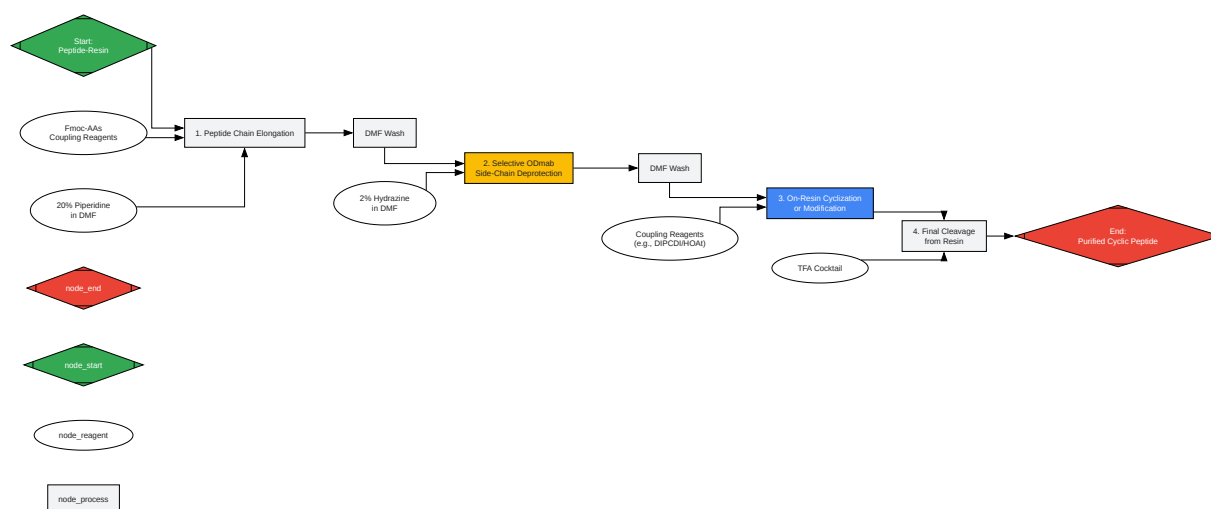 Start:
Peptide-Resin
Fmoc-AAs
Coupling Reagents
1. Peptide Chain Elongation
DMF Wash
20% Piperidine
in DMF
2. Selective ODmab
Side-Chain Deprotection
2% Hydrazine
in DMF
DMF Wash
3. On-Resin Cyclization
or Modification
Coupling Reagents
(e.g., DIPCDI/HOAt)
4. Final Cleavage
from Resin
TFA Cocktail
End:
Purified Cyclic Peptide
node_end
node_start
node_reagent
node_process